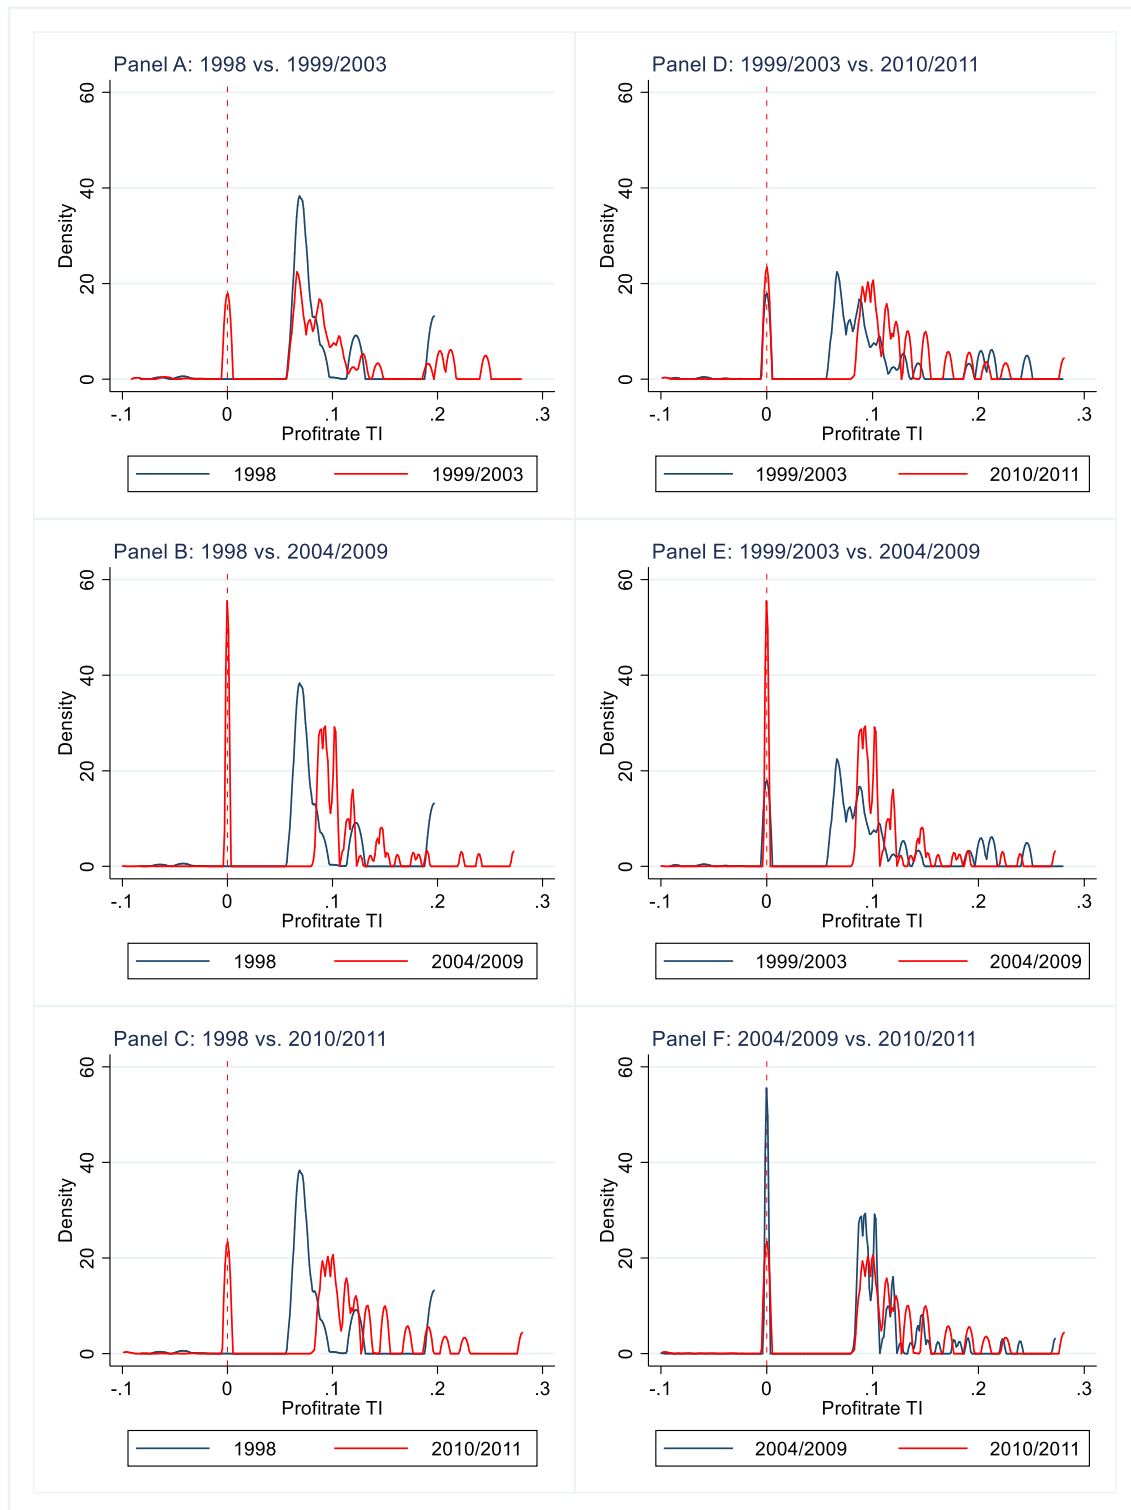 Panel A: 1998 vs. 1999/2003
60
40
20
0
Density
-.1 0 .1 .2 .3
Profitrate TI
1998 1999/2003
Panel D: 1999/2003 vs. 2010/2011
60
40
20
0
Density
-.1 0 .1 .2 .3
Profitrate TI
1999/2003 2010/2011
Panel B: 1998 vs. 2004/2009
60
40
20
0
Density
-.1 0 .1 .2 .3
Profitrate TI
1998 2004/2009
Panel E: 1999/2003 vs. 2004/2009
60
40
20
0
Density
-.1 0 .1 .2 .3
Profitrate TI
1999/2003 2004/2009
Panel C: 1998 vs. 2010/2011
60
40
20
0
Density
-.1 0 .1 .2 .3
Profitrate TI
1998 2010/2011
Panel F: 2004/2009 vs. 2010/2011
60
40
20
0
Density
-.1 0 .1 .2 .3
Profitrate TI
2004/2009 2010/2011